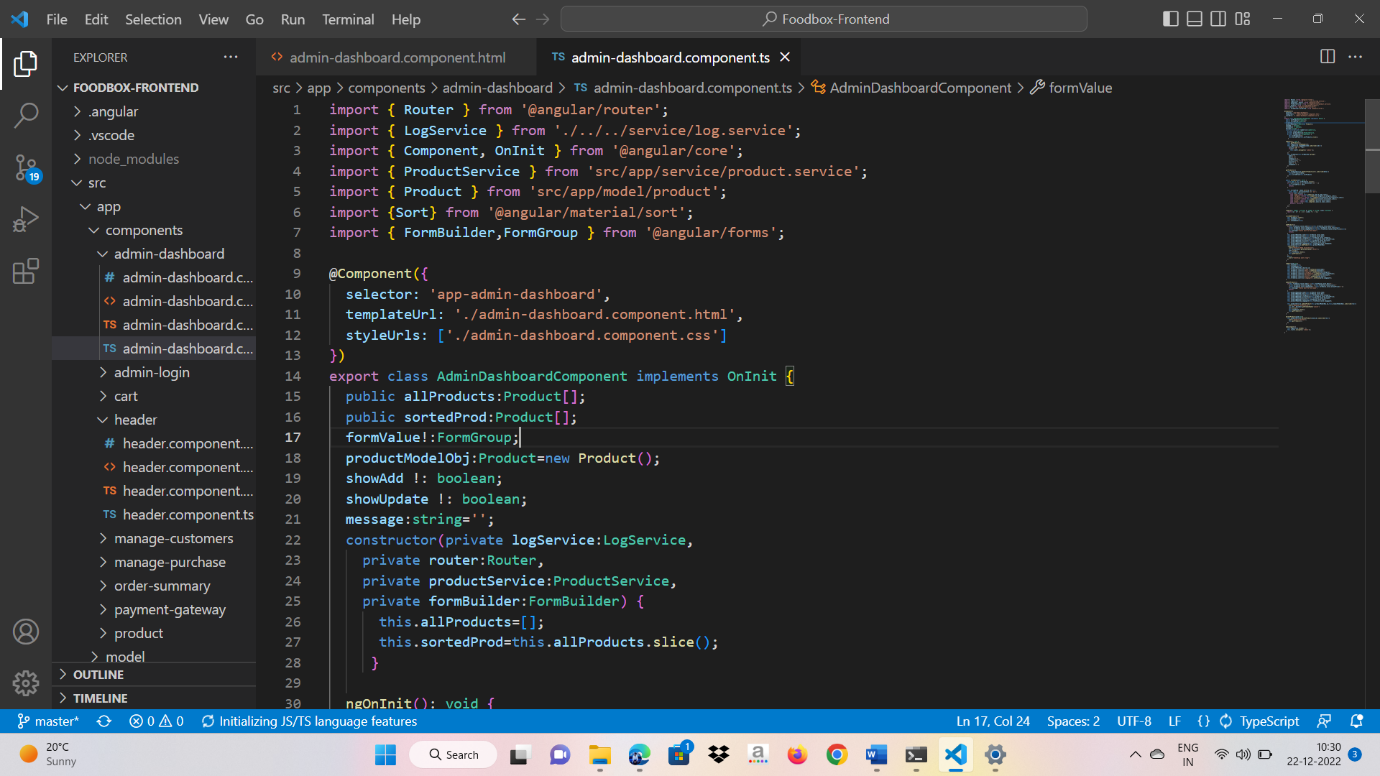 File Edit Selection View Go Run Terminal Help
Foodbox-Frontend
EXPLORER
FOODBOX-FRONTEND
.angular
.vscode
node_modules
src
app
components
admin-dashboard
# admin-dashboard.c...
<> admin-dashboard.c...
TS admin-dashboard.c...
TS admin-dashboard.c...
admin-login
cart
header
# header.component....
<> header.component....
TS header.component....
TS header.component.ts
manage-customers
manage-purchase
order-summary
payment-gateway
product
model
OUTLINE
TIMELINE
19
<> admin-dashboard.component.html
TS admin-dashboard.component.ts
src > app > components > admin-dashboard > TS admin-dashboard.component.ts > AdminDashboardComponent > formValue
1 import { Router } from '@angular/router';
2 import { LogService } from './../../service/log.service';
3 import { Component, OnInit } from '@angular/core';
4 import { ProductService } from 'src/app/service/product.service';
5 import { Product } from 'src/app/model/product';
6 import {Sort} from '@angular/material/sort';
7 import { FormBuilder,FormGroup } from '@angular/forms';
8
9 @Component({
10 selector: 'app-admin-dashboard',
11 templateUrl: './admin-dashboard.component.html',
12 styleUrls: ['./admin-dashboard.component.css']
13 })
14 export class AdminDashboardComponent implements OnInit {
15 public allProducts:Product[];
16 public sortedProd:Product[];
17 formValue!:FormGroup;
18 productModelObj:Product=new Product();
19 showAdd !: boolean;
20 showUpdate !: boolean;
21 message:string='';
22 constructor(private logService:LogService,
23 private router:Router,
24 private productService:ProductService,
25 private formBuilder:FormBuilder) {
26 this.allProducts=[];
27 this.sortedProd=this.allProducts.slice();
28 }
29
30 ngOnInit(): void {
master* 0 0 Initializing JS/TS language features
Ln 17, Col 24 Spaces: 2 UTF-8 LF {} TypeScript
20°C
Sunny
Search
1
a
ENG
IN
10:30
22-12-2022
3